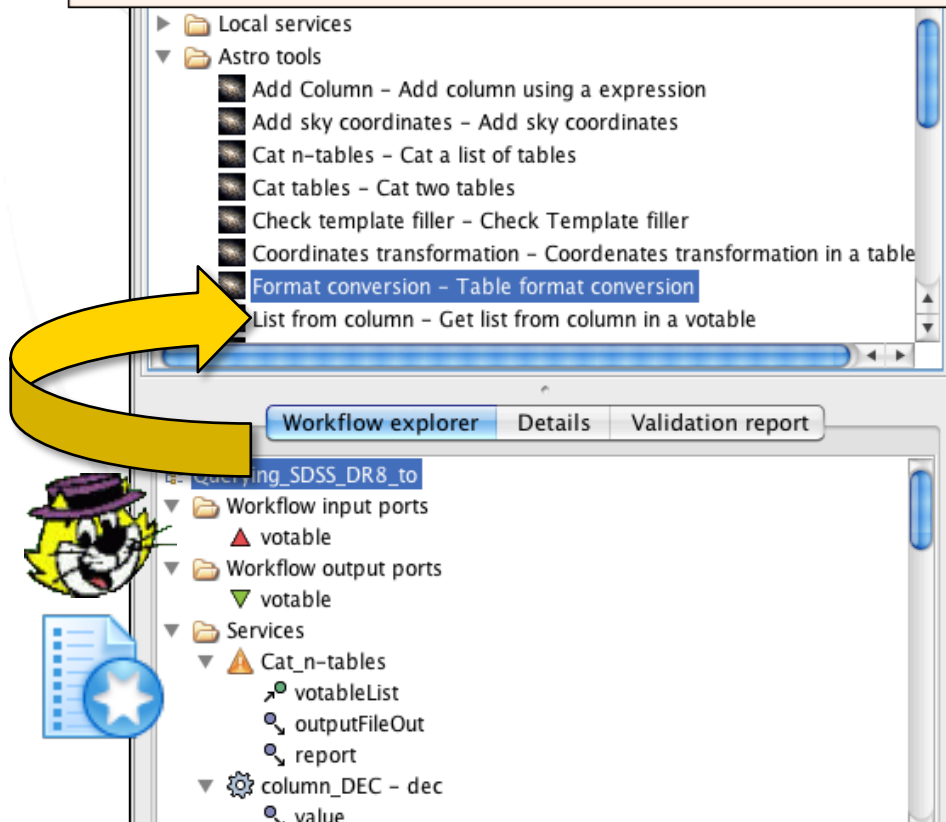 Local services
Astro tools
Add Column – Add column using a expression
Add sky coordinates – Add sky coordinates
Cat n-tables – Cat a list of tables
Cat tables – Cat two tables
Check template filler – Check Template filler
Coordinates transformation – Coordenates transformation in a table
Format conversion – Table format conversion
List from column – Get list from column in a votable
Workflow explorer Details Validation report
Querying_SDSS_DR8_to
Workflow input ports
votable
Workflow output ports
votable
Services
Cat_n-tables
votableList
outputFileOut
report
column_DEC – dec
value